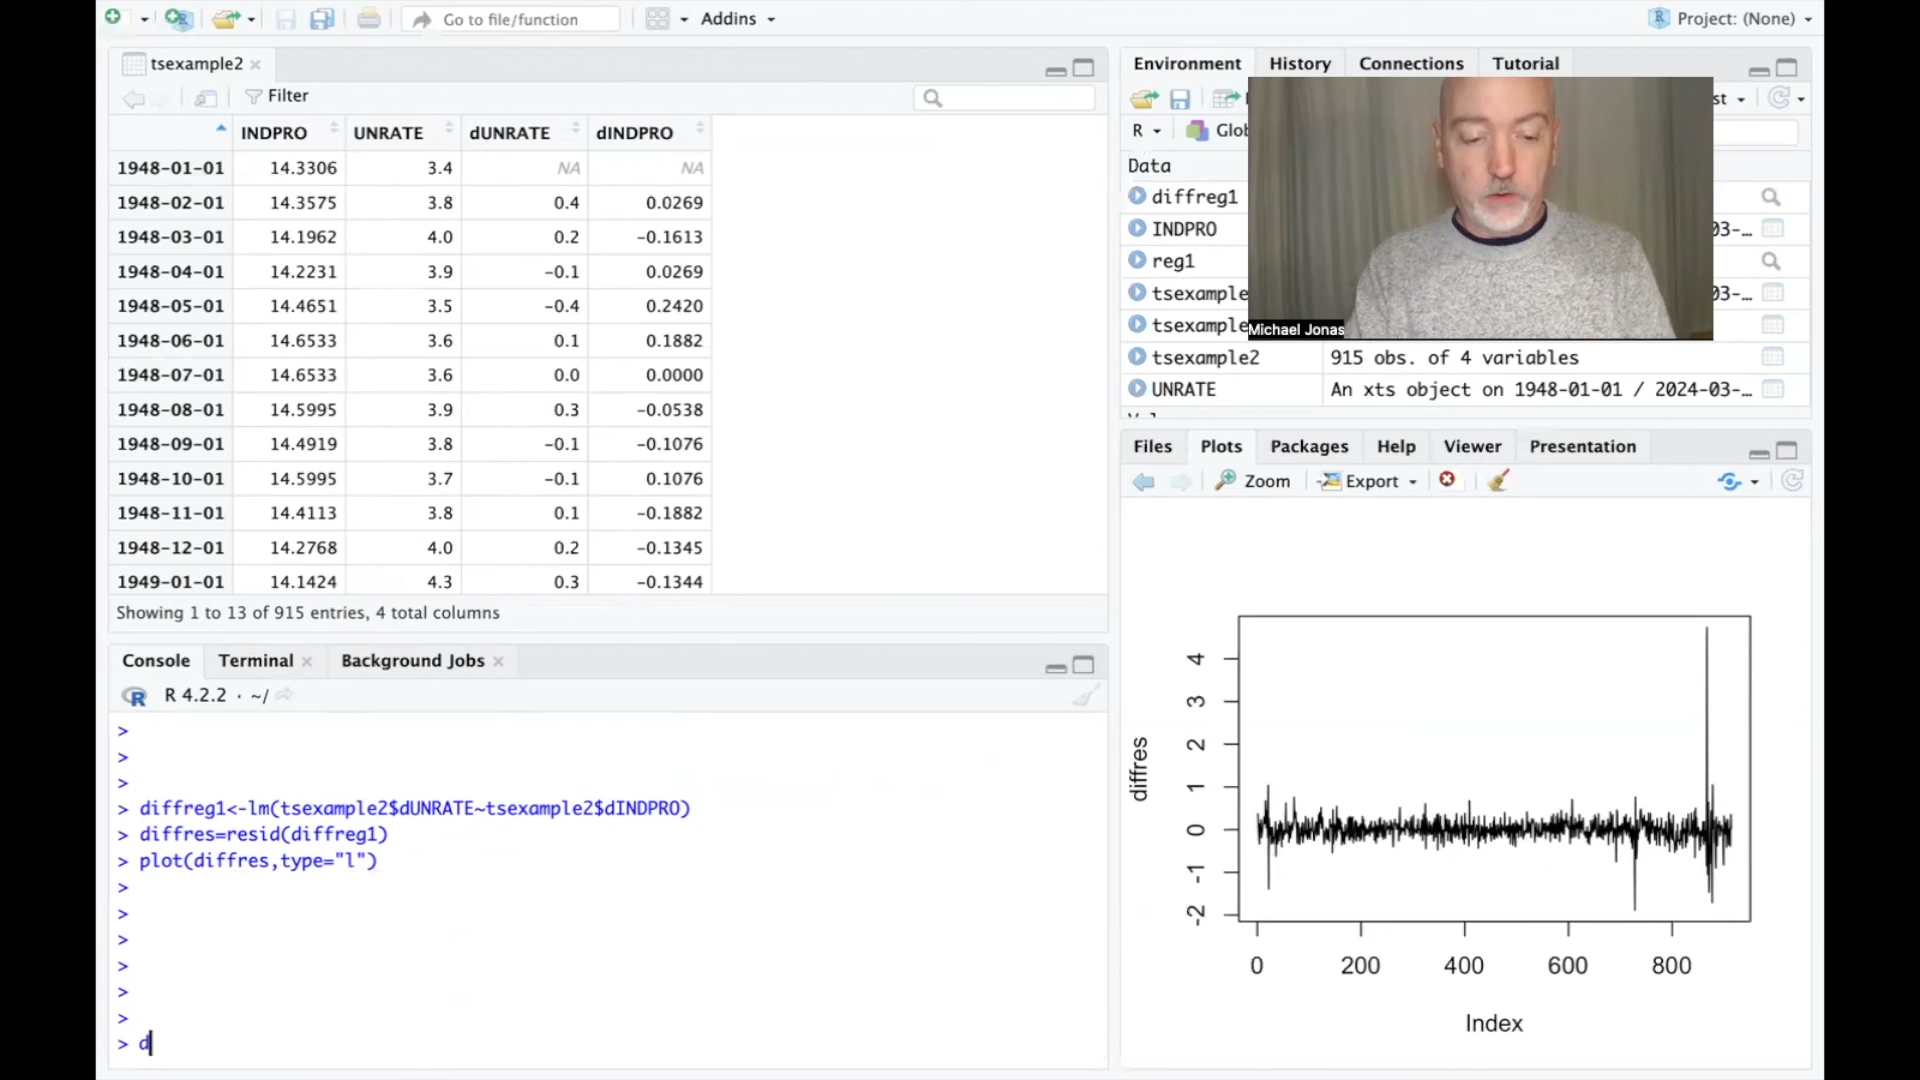 Go to file/function
Addins
Project: (None)
tsexample2
Filter
INDPRO UNRATE dUNRATE dINDPRO
1948-01-01 14.3306 3.4 NA NA
1948-02-01 14.3575 3.8 0.4 0.0269
1948-03-01 14.1962 4.0 0.2 -0.1613
1948-04-01 14.2231 3.9 -0.1 0.0269
1948-05-01 14.4651 3.5 -0.4 0.2420
1948-06-01 14.6533 3.6 0.1 0.1882
1948-07-01 14.6533 3.6 0.0 0.0000
1948-08-01 14.5995 3.9 0.3 -0.0538
1948-09-01 14.4919 3.8 -0.1 -0.1076
1948-10-01 14.5995 3.7 -0.1 0.1076
1948-11-01 14.4113 3.8 0.1 -0.1882
1948-12-01 14.2768 4.0 0.2 -0.1345
1949-01-01 14.1424 4.3 0.3 -0.1344
Showing 1 to 13 of 915 entries, 4 total columns
Console Terminal Background Jobs
R 4.2.2 · ~/
>
>
>
> diffreg1<-lm(tsexample2$dUNRATE~tsexample2$dINDPRO)
> diffres=resid(diffreg1)
> plot(diffres,type="l")
>
>
>
>
>
>
> d
Environment History Connections Tutorial
st
R Glob
Data
diffreg1
INDPRO 03-…
reg1
tsexample 03-…
tsexample
tsexample2 915 obs. of 4 variables
UNRATE An xts object on 1948-01-01 / 2024-03-…
Michael Jonas
Files Plots Packages Help Viewer Presentation
Zoom Export
diffres
4
3
2
1
0
-1
-2
0 200 400 600 800
Index